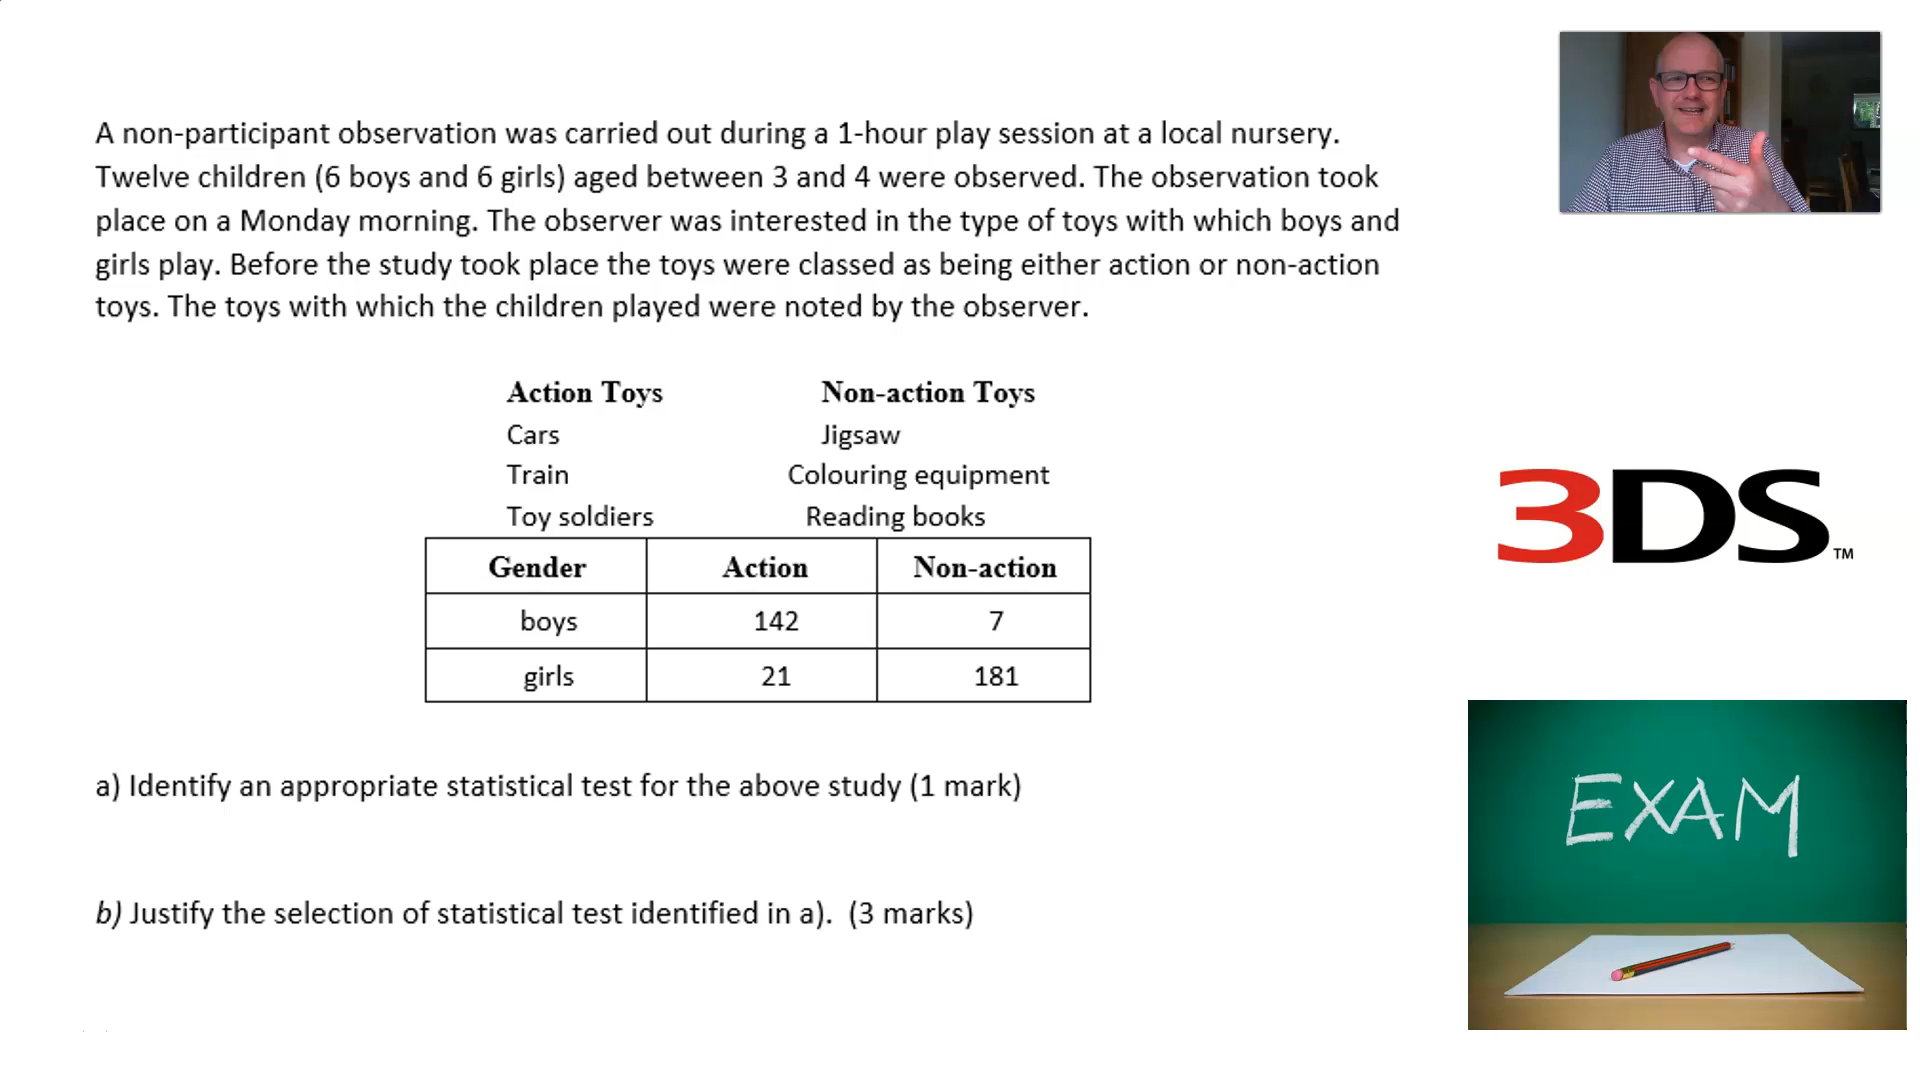 A non-participant observation was carried out during a 1-hour play session at a local nursery.
Twelve children (6 boys and 6 girls) aged between 3 and 4 were observed. The observation took
place on a Monday morning. The observer was interested in the type of toys with which boys and
girls play. Before the study took place the toys were classed as being either action or non-action
toys. The toys with which the children played were noted by the observer.
Action Toys Non-action Toys
Cars Jigsaw
Train Colouring equipment
Toy soldiers Reading books
Gender Action Non-action
boys 142 7
girls 21 181
a) Identify an appropriate statistical test for the above study (1 mark)
b) Justify the selection of statistical test identified in a). (3 marks)
3DS™
EXAM